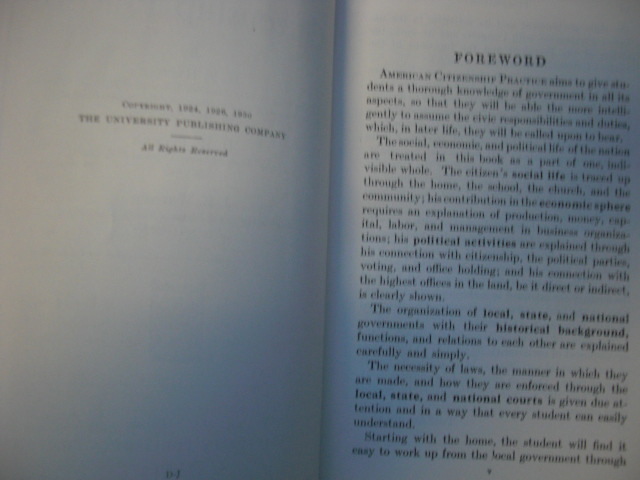 COPYRIGHT, 1924, 1926, 1930
THE UNIVERSITY PUBLISHING COMPANY
All Rights Reserved
D-J
FOREWORD
AMERICAN CITIZENSHIP PRACTICE aims to give stu-
dents a thorough knowledge of government in all its
aspects, so that they will be able the more intelli-
gently to assume the civic responsibilities and duties,
which, in later life, they will be called upon to bear.
The social, economic, and political life of the nation
are treated in this book as a part of one, indi-
visible whole. The citizen's social life is traced up
through the home, the school, the church, and the
community; his contribution in the economic sphere
requires an explanation of production, money, cap-
ital, labor, and management in business organiza-
tions; his political activities are explained through
his connection with citizenship, the political parties,
voting, and office holding; and his connection with
the highest offices in the land, be it direct or indirect,
is clearly shown.
The organization of local, state, and national
governments with their historical background,
functions, and relations to each other are explained
carefully and simply.
The necessity of laws, the manner in which they
are made, and how they are enforced through the
local, state, and national courts is given due at-
tention and in a way that every student can easily
understand.
Starting with the home, the student will find it
easy to work up from the local government through
v